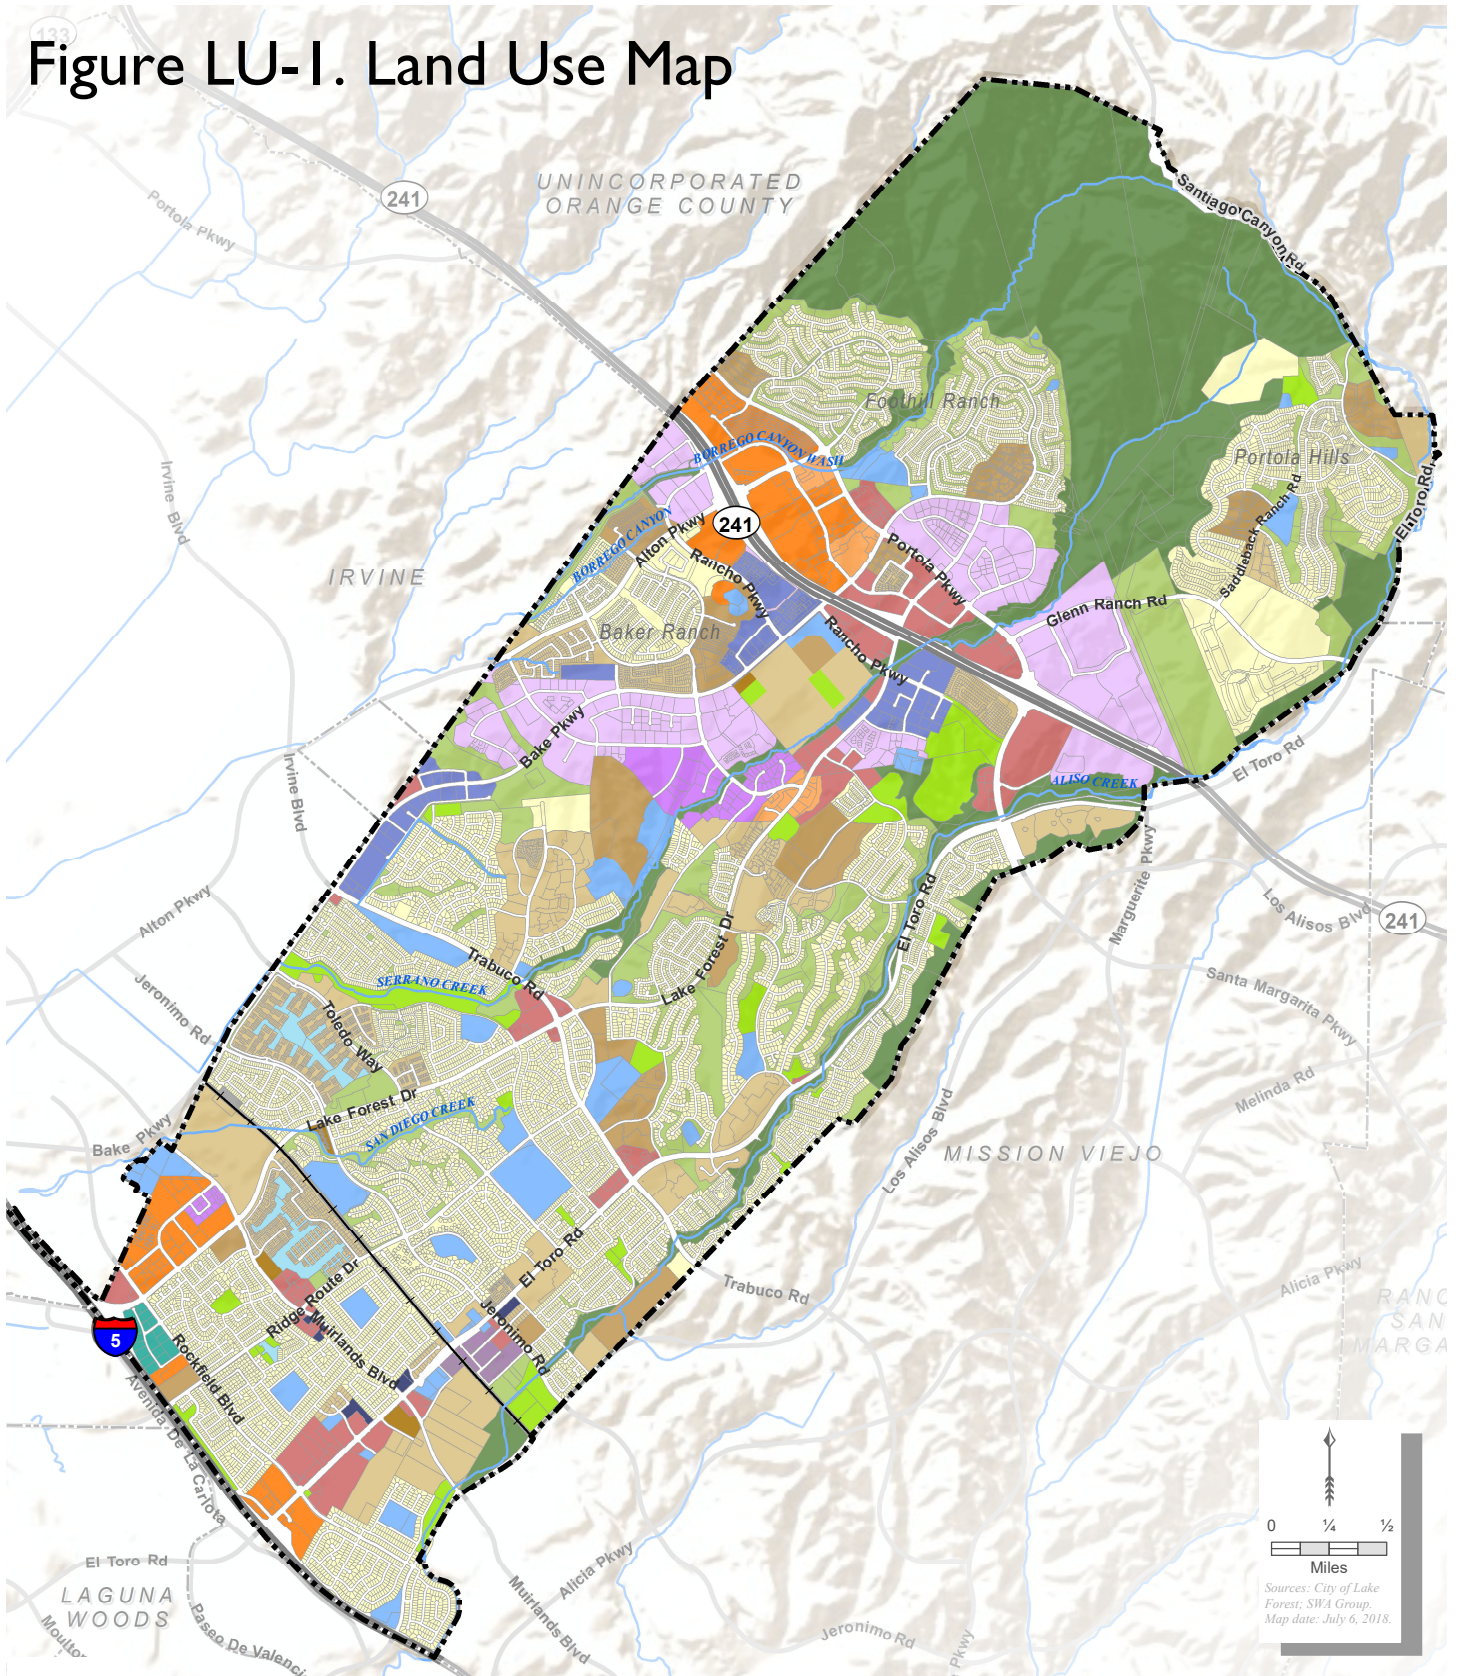 133
Figure LU-1. Land Use Map
241
Portola Pkwy
UNINCORPORATED
ORANGE COUNTY
Santiago Canyon Rd
Foothill Ranch
BORREGO CANYON WASH
Portola Hills
Irvine Blvd
241
BORREGO CANYON
Alton Pkwy
Saddleback Ranch Rd
El Toro Rd
IRVINE
Rancho Pkwy
Portola Pkwy
Glenn Ranch Rd
Baker Ranch
Rancho Pkwy
Bake Pkwy
El Toro Rd
Irvine Blvd
ALISO CREEK
Marguerite Pkwy
Alton Pkwy
El Toro Rd
Los Alisos Blvd
241
Lake Forest Dr
Trabuco Rd
SERRANO CREEK
Jeronimo Rd
Santa Margarita Pkwy
Toledo Way
Melinda Rd
Lake Forest Dr
SAN DIEGO CREEK
Bake Pkwy
Los Alisos Blvd
MISSION VIEJO
El Toro Rd
Trabuco Rd
Alicia Pkwy
RANC
SAN
MARGA
Ridge Route Dr
Jeronimo Rd
5
Muirlands Blvd
Rockfield Blvd
Avenida De La Carlota
El Toro Rd
LAGUNA
WOODS
Moulton
Paseo De Valenci
Muirlands Blvd
Alicia Pkwy
Jeronimo Rd
Pkwy
0 ¼ ½
Miles
Sources: City of Lake
Forest; SWA Group.
Map date: July 6, 2018.